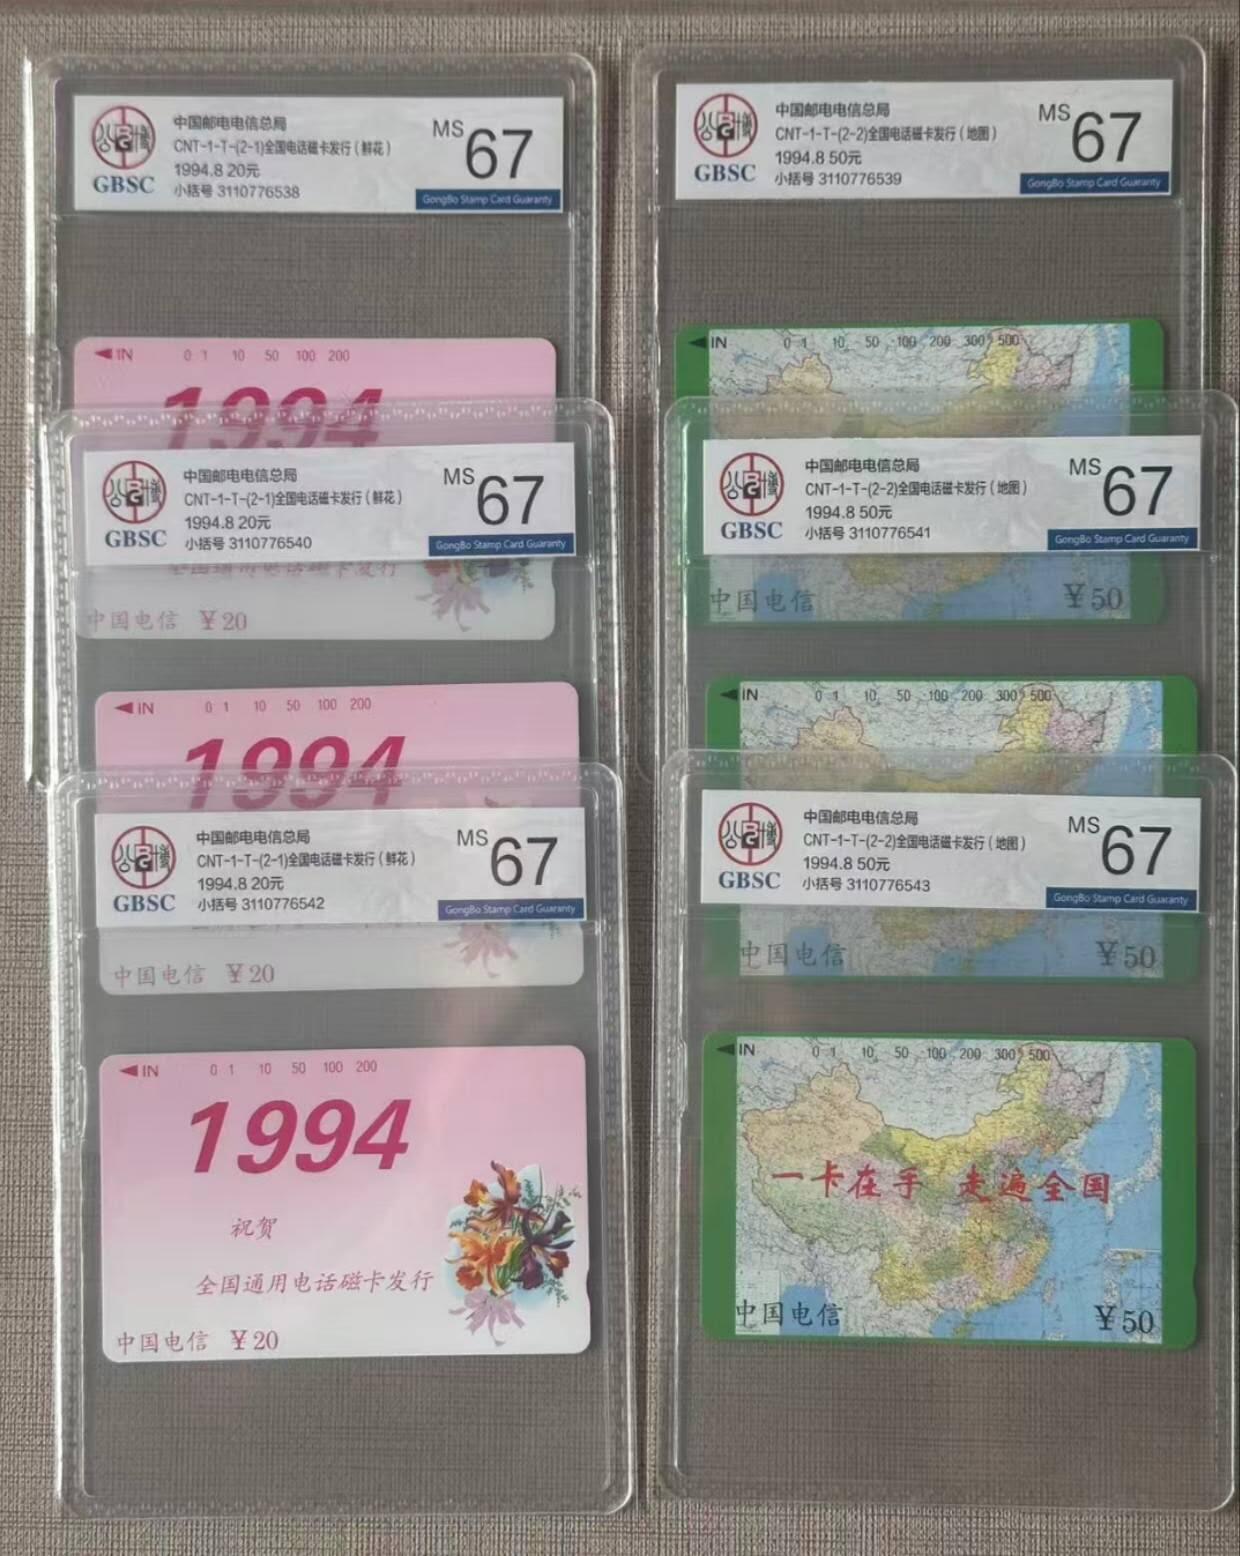 GBSC
中国邮电电信总局
CNT-1-T-(2-1)全国电话磁卡发行(鲜花)
1994.8 20元
小括号 3110776538
MS 67
GongBo Stamp Card Guaranty
◀IN 0 1 10 50 100 200
1994
GBSC
中国邮电电信总局
CNT-1-T-(2-1)全国电话磁卡发行(鲜花)
1994.8 20元
小括号 3110776540
MS 67
GongBo Stamp Card Guaranty
全国通用电话磁卡发行
中国电信 ¥20
◀IN 0 1 10 50 100 200
1994
GBSC
中国邮电电信总局
CNT-1-T-(2-1)全国电话磁卡发行(鲜花)
1994.8 20元
小括号 3110776542
MS 67
GongBo Stamp Card Guaranty
中国电信 ¥20
◀IN 0 1 10 50 100 200
1994
祝贺
全国通用电话磁卡发行
中国电信 ¥20
GBSC
中国邮电电信总局
CNT-1-T-(2-2)全国电话磁卡发行(地图)
1994.8 50元
小括号 3110776539
MS 67
GongBo Stamp Card Guaranty
◀IN 0 1 10 50 100 200 300 500
GBSC
中国邮电电信总局
CNT-1-T-(2-2)全国电话磁卡发行(地图)
1994.8 50元
小括号 3110776541
MS 67
GongBo Stamp Card Guaranty
中国电信 ¥50
◀IN 0 1 10 50 100 200 300 500
GBSC
中国邮电电信总局
CNT-1-T-(2-2)全国电话磁卡发行(地图)
1994.8 50元
小括号 3110776543
MS 67
GongBo Stamp Card Guaranty
中国电信 ¥50
◀IN 0 1 10 50 100 200 300 500
一卡在手 走遍全国
中国电信 ¥50